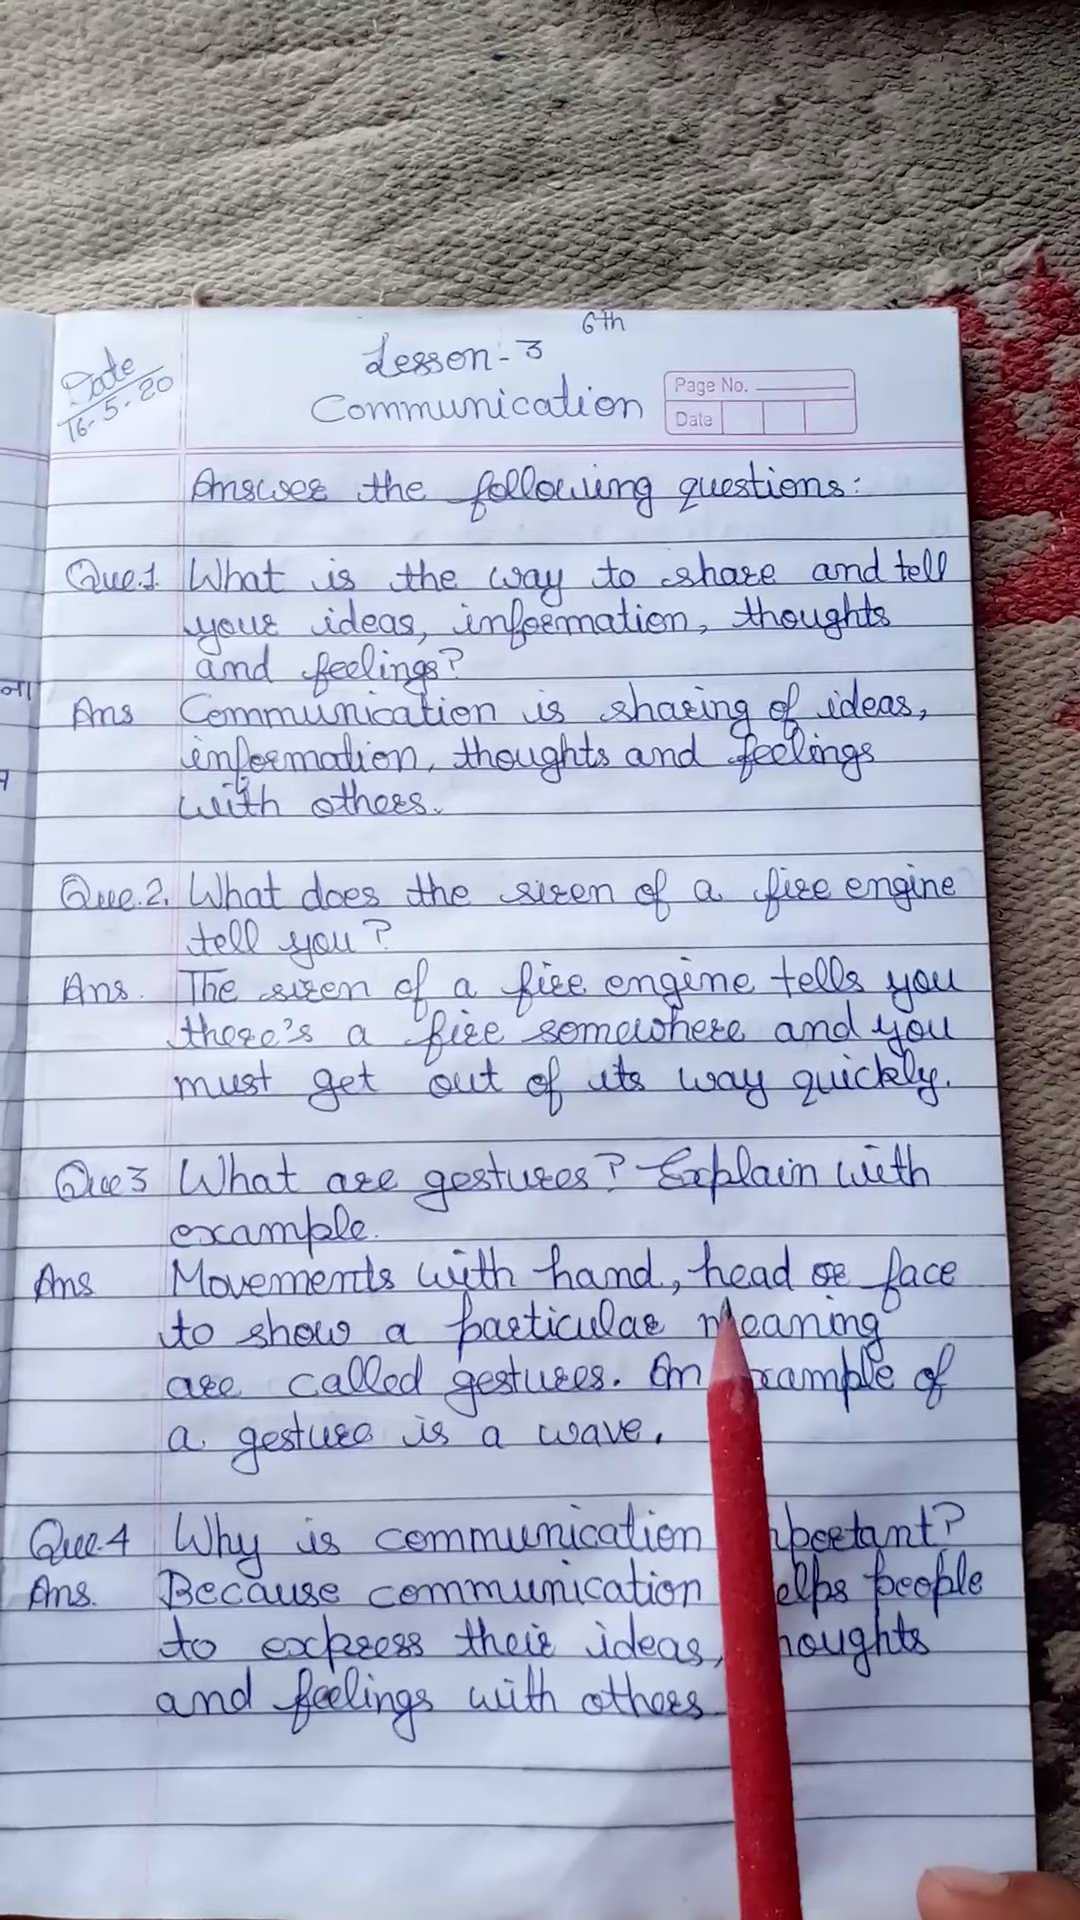 6th
Lesson-3
Date
16-5-20
Communication
Page No.
Date
Answer the following questions:
Que.1. What is the way to share and tell
your ideas, information, thoughts
and feelings?
Ans Communication is sharing of ideas,
information, thoughts and feelings
with others.
Que.2. What does the siren of a fire engine
tell you?
Ans. The siren of a fire engine tells you
there's a fire somewhere and you
must get out of its way quickly.
Que3 What are gestures? Explain with
example.
Ans Movements with hand, head or face
to show a particular meaning
are called gestures. An example of
a gesture is a wave.
Que.4 Why is communication important?
Ans. Because communication helps people
to express their ideas, thoughts
and feelings with others